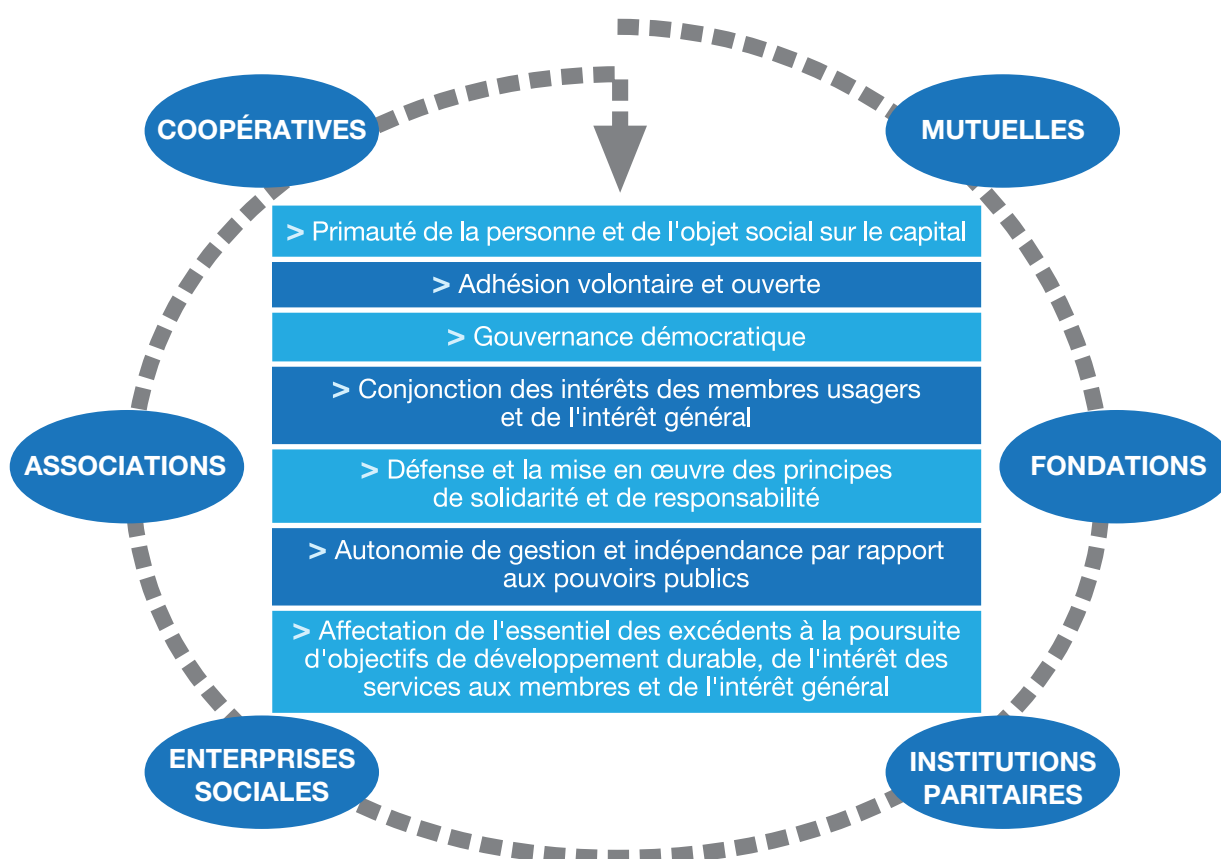 COOPÉRATIVES
MUTUELLES
> Primauté de la personne et de l'objet social sur le capital
> Adhésion volontaire et ouverte
> Gouvernance démocratique
> Conjonction des intérêts des membres usagers
et de l'intérêt général
ASSOCIATIONS
FONDATIONS
> Défense et la mise en œuvre des principes
de solidarité et de responsabilité
> Autonomie de gestion et indépendance par rapport
aux pouvoirs publics
> Affectation de l'essentiel des excédents à la poursuite
d'objectifs de développement durable, de l'intérêt des
services aux membres et de l'intérêt général
ENTERPRISES
SOCIALES
INSTITUTIONS
PARITAIRES